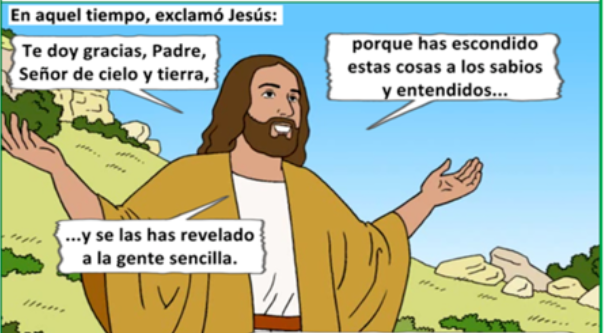 En aquel tiempo, exclamó Jesús:
Te doy gracias, Padre,
Señor de cielo y tierra,
porque has escondido
estas cosas a los sabios
y entendidos...
...y se las has revelado
a la gente sencilla.